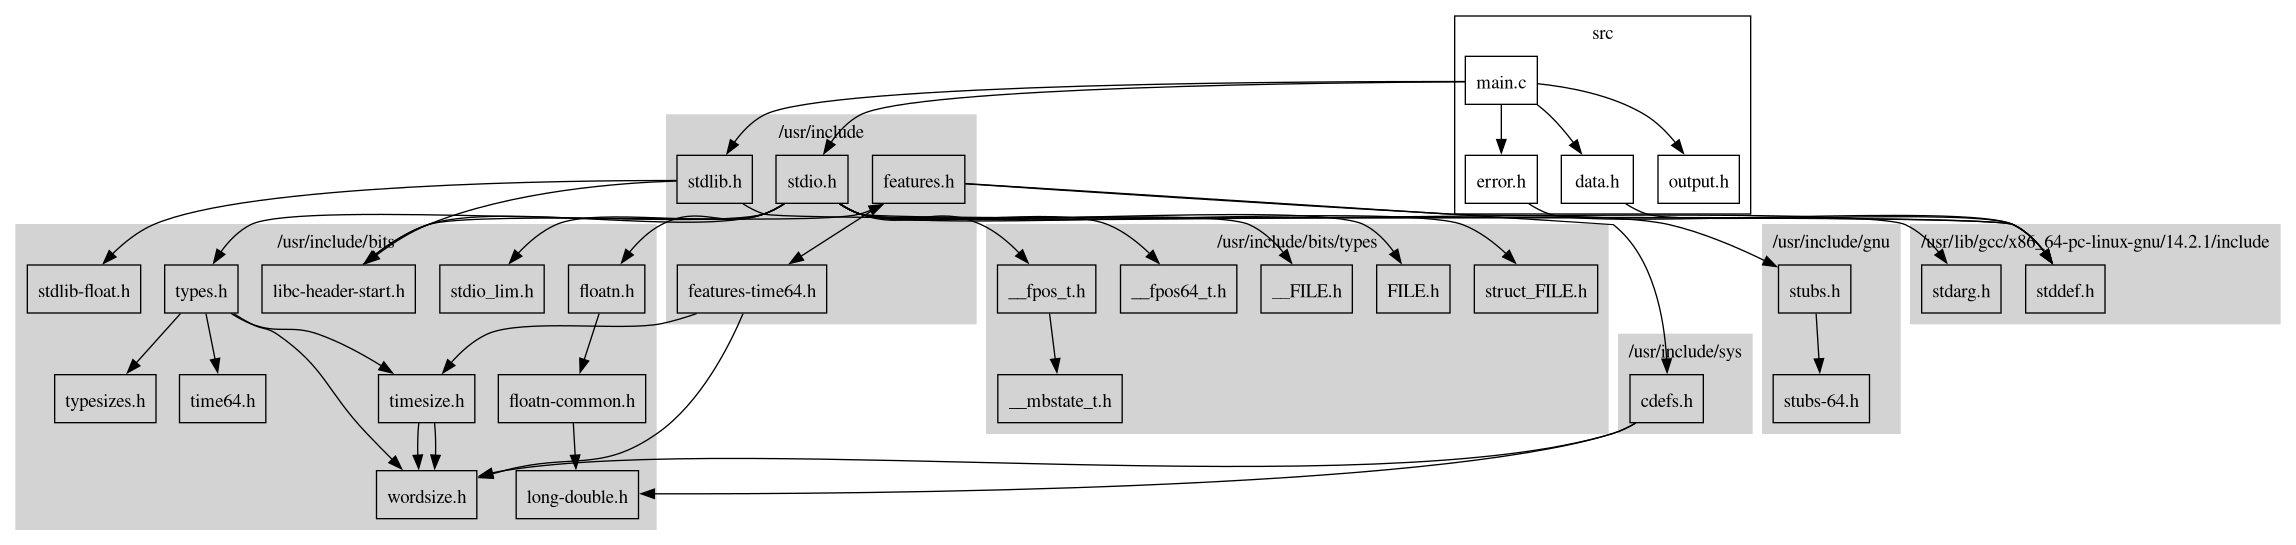 src
main.c
/usr/include
stdlib.h
stdio.h
features.h
error.h
data.h
output.h
/usr/include/bits
/usr/include/bits/types
/usr/include/gnu
/usr/lib/gcc/x86_64-pc-linux-gnu/14.2.1/include
stdlib-float.h
types.h
libc-header-start.h
stdio_lim.h
floatn.h
features-time64.h
__fpos_t.h
__fpos64_t.h
__FILE.h
FILE.h
struct_FILE.h
stubs.h
stdarg.h
stddef.h
/usr/include/sys
typesizes.h
time64.h
timesize.h
floatn-common.h
__mbstate_t.h
cdefs.h
stubs-64.h
wordsize.h
long-double.h